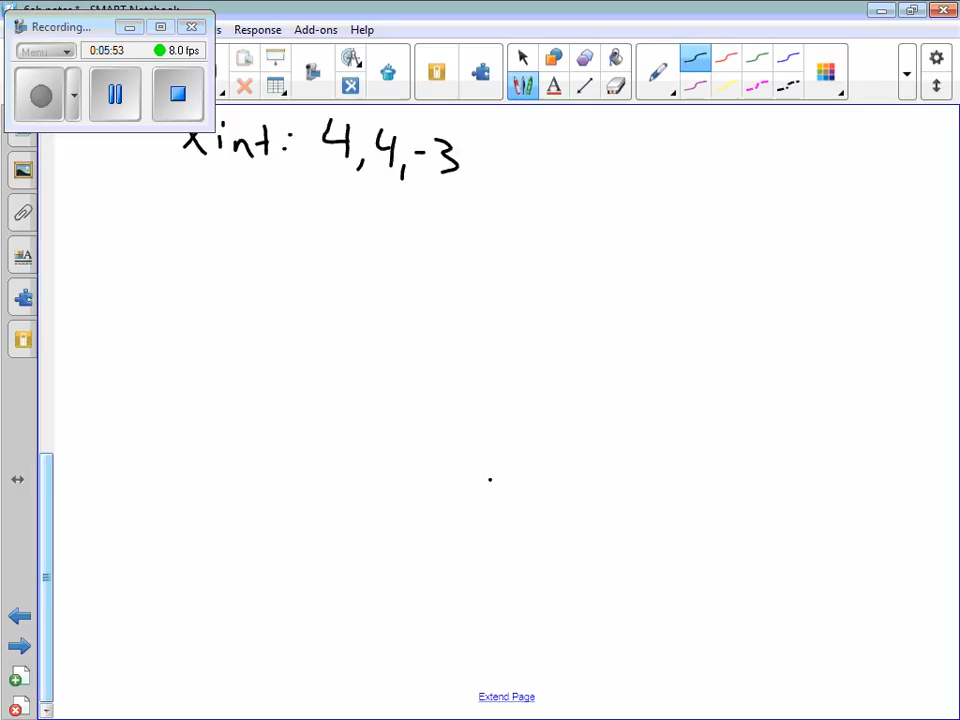 Recording...
Menu
0:05:53
8.0 fps
Response
Add-ons
Help
xint: 4,4,-3
Extend Page